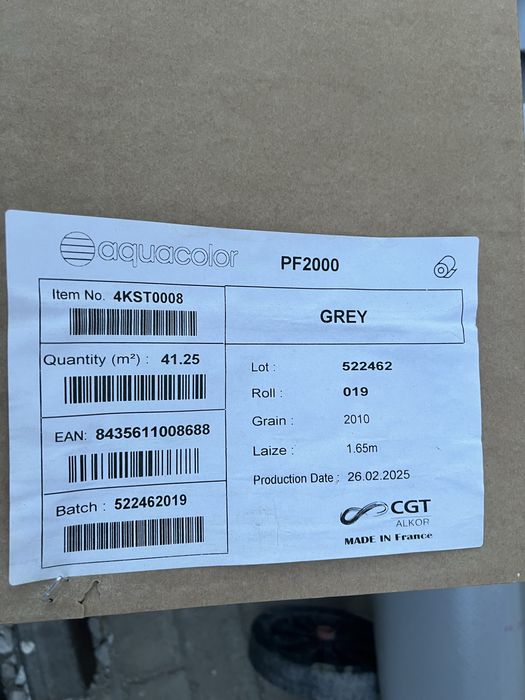 aquacolor PF2000
Item No. 4KST0008
GREY
Quantity (m²) : 41.25
EAN: 8435611008688
Batch : 522462019
Lot : 522462
Roll : 019
Grain : 2010
Laize : 1.65m
Production Date : 26.02.2025
CGT
ALKOR
MADE IN France